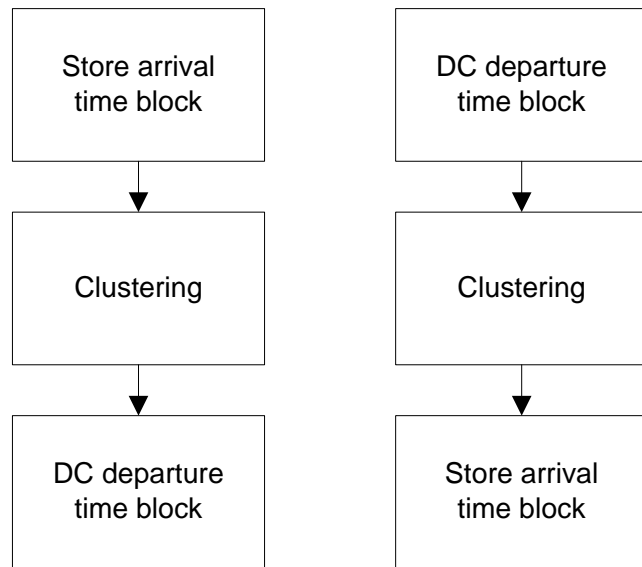 Store arrival
time block
Clustering
DC departure
time block
DC departure
time block
Clustering
Store arrival
time block